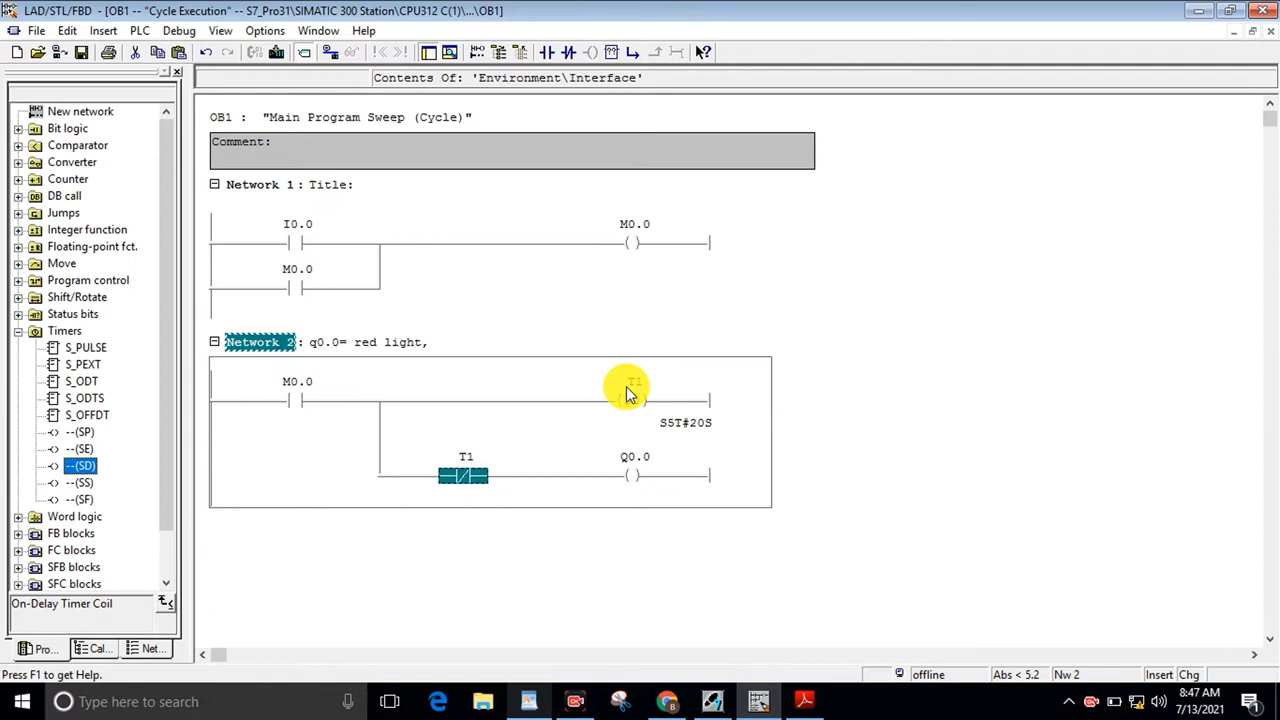 LAD/STL/FBD - [OB1 -- "Cycle Execution" -- S7_Pro31\SIMATIC 300 Station\CPU312 C(1)\...\OB1]
File Edit Insert PLC Debug View Options Window Help
Contents Of: 'Environment\Interface'
New network
Bit logic
Comparator
Converter
Counter
DB call
Jumps
Integer function
Floating-point fct.
Move
Program control
Shift/Rotate
Status bits
Timers
S_PULSE
S_PEXT
S_ODT
S_ODTS
S_OFFDT
--(SP)
--(SE)
--(SD)
--(SS)
--(SF)
Word logic
FB blocks
FC blocks
SFB blocks
SFC blocks
On-Delay Timer Coil
Pro... Cal... Net...
OB1 : "Main Program Sweep (Cycle)"
Comment:
Network 1: Title:
I0.0 M0.0
M0.0
Network 2: q0.0= red light,
M0.0 T1
S5T#20S
T1 Q0.0
Press F1 to get Help.
offline Abs < 5.2 Nw 2 Insert Chg
Type here to search
8:47 AM
7/13/2021
1